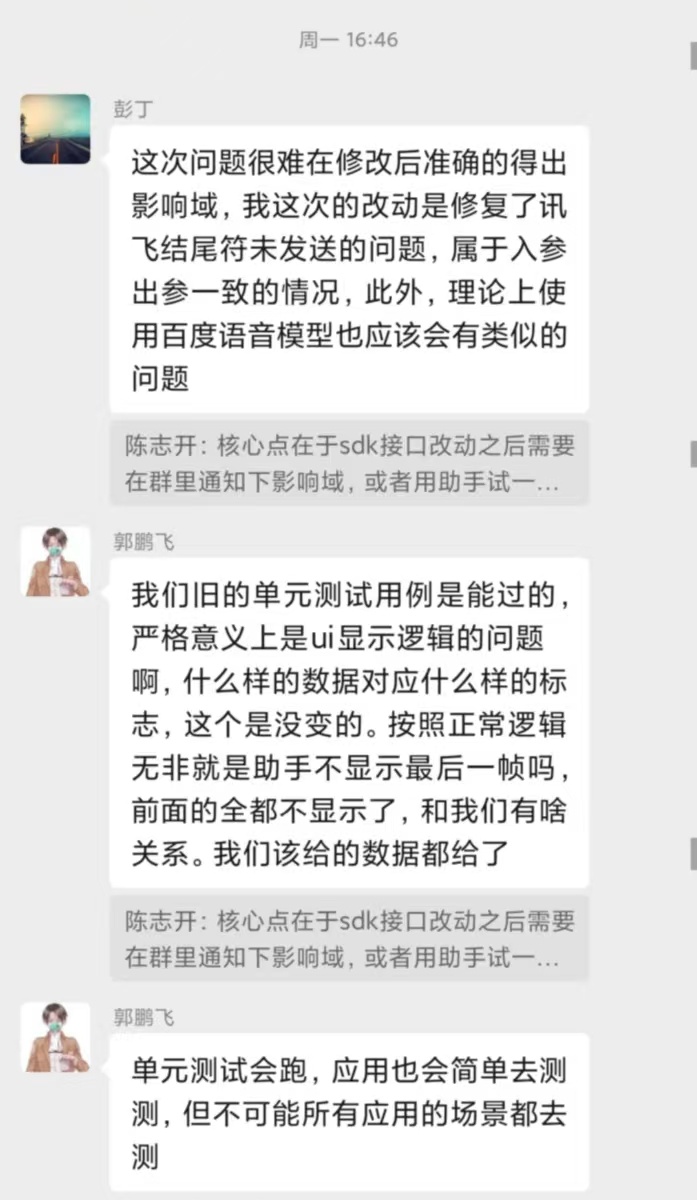 周一 16:46
彭丁
这次问题很难在修改后准确的得出
影响域，我这次的改动是修复了讯
飞结尾符未发送的问题，属于入参
出参一致的情况，此外，理论上使
用百度语音模型也应该会有类似的
问题
陈志开：核心点在于sdk接口改动之后需要
在群里通知下影响域，或者用助手试一...
郭鹏飞
我们旧的单元测试用例是能过的，
严格意义上是ui显示逻辑的问题
啊，什么样的数据对应什么样的标
志，这个是没变的。按照正常逻辑
无非就是助手不显示最后一帧吗，
前面的全都不显示了，和我们有啥
关系。我们该给的数据都给了
陈志开：核心点在于sdk接口改动之后需要
在群里通知下影响域，或者用助手试一...
郭鹏飞
单元测试会跑，应用也会简单去测
测，但不可能所有应用的场景都去
测